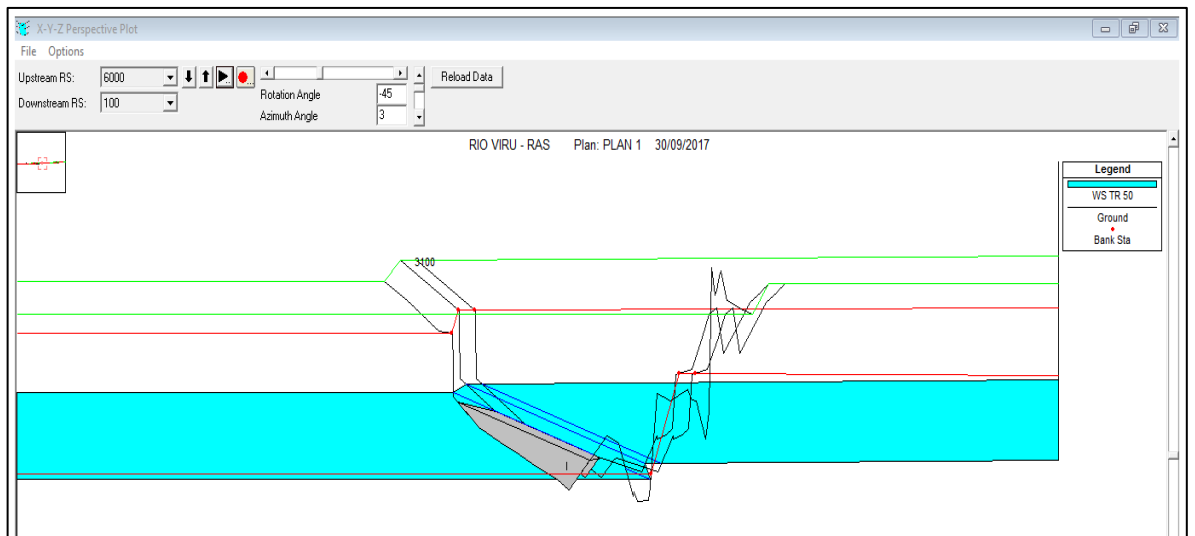 X-Y-Z Perspective Plot
File Options
Upstream RS: 6000
Downstream RS: 100
Rotation Angle -45
Azimuth Angle 3
Reload Data
RIO VIRU - RAS Plan: PLAN 1 30/09/2017
Legend
WS TR 50
Ground
Bank Sta
3100